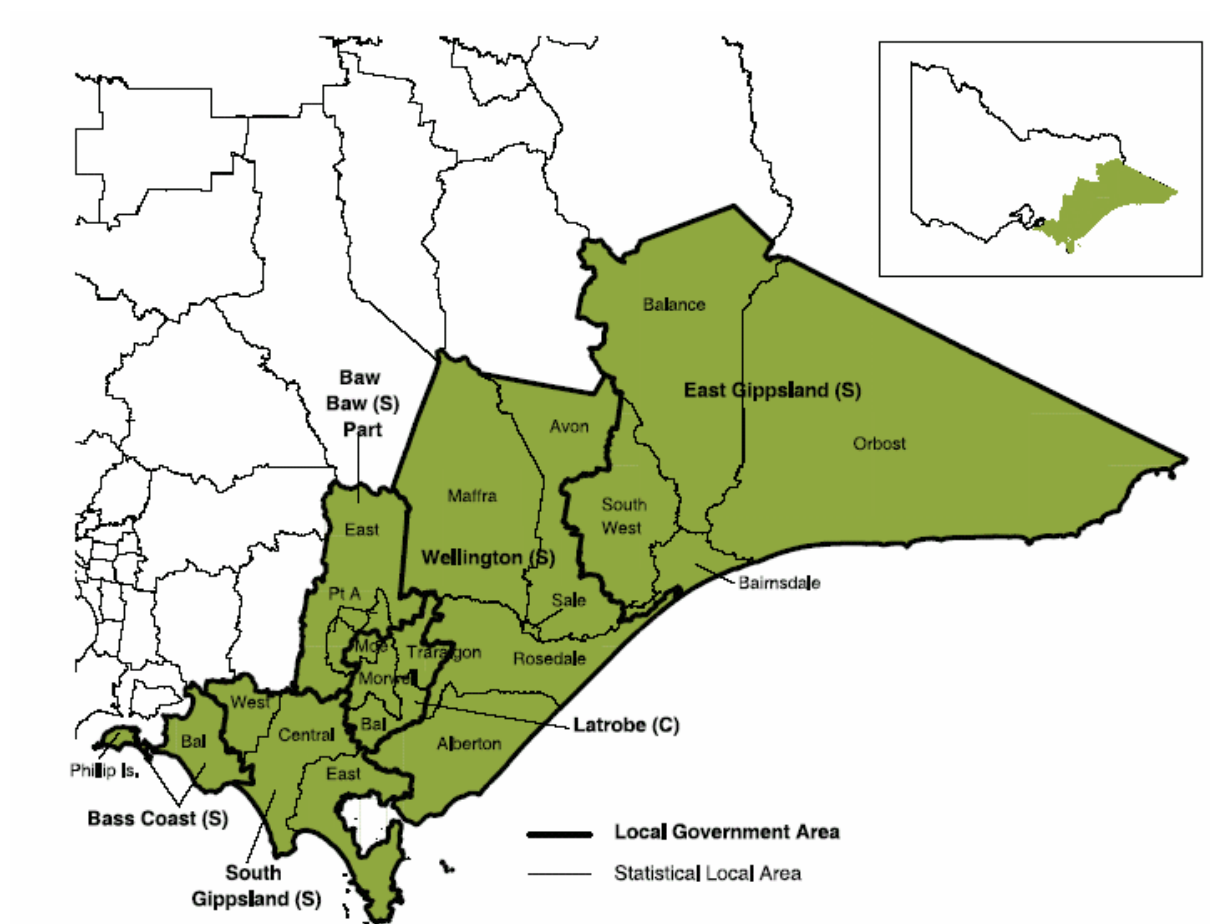 Balance
Baw
Baw (S)
Part
East Gippsland (S)
Avon
Orbost
Maffra
South
West
East
Wellington (S)
Bairnsdale
Pt A
Sale
Moe
Traralgon
Rosedale
Morwell
West
Latrobe (C)
Bal
Central
Bal
Alberton
Phillip Is.
East
Bass Coast (S)
Local Government Area
South
Gippsland (S)
Statistical Local Area